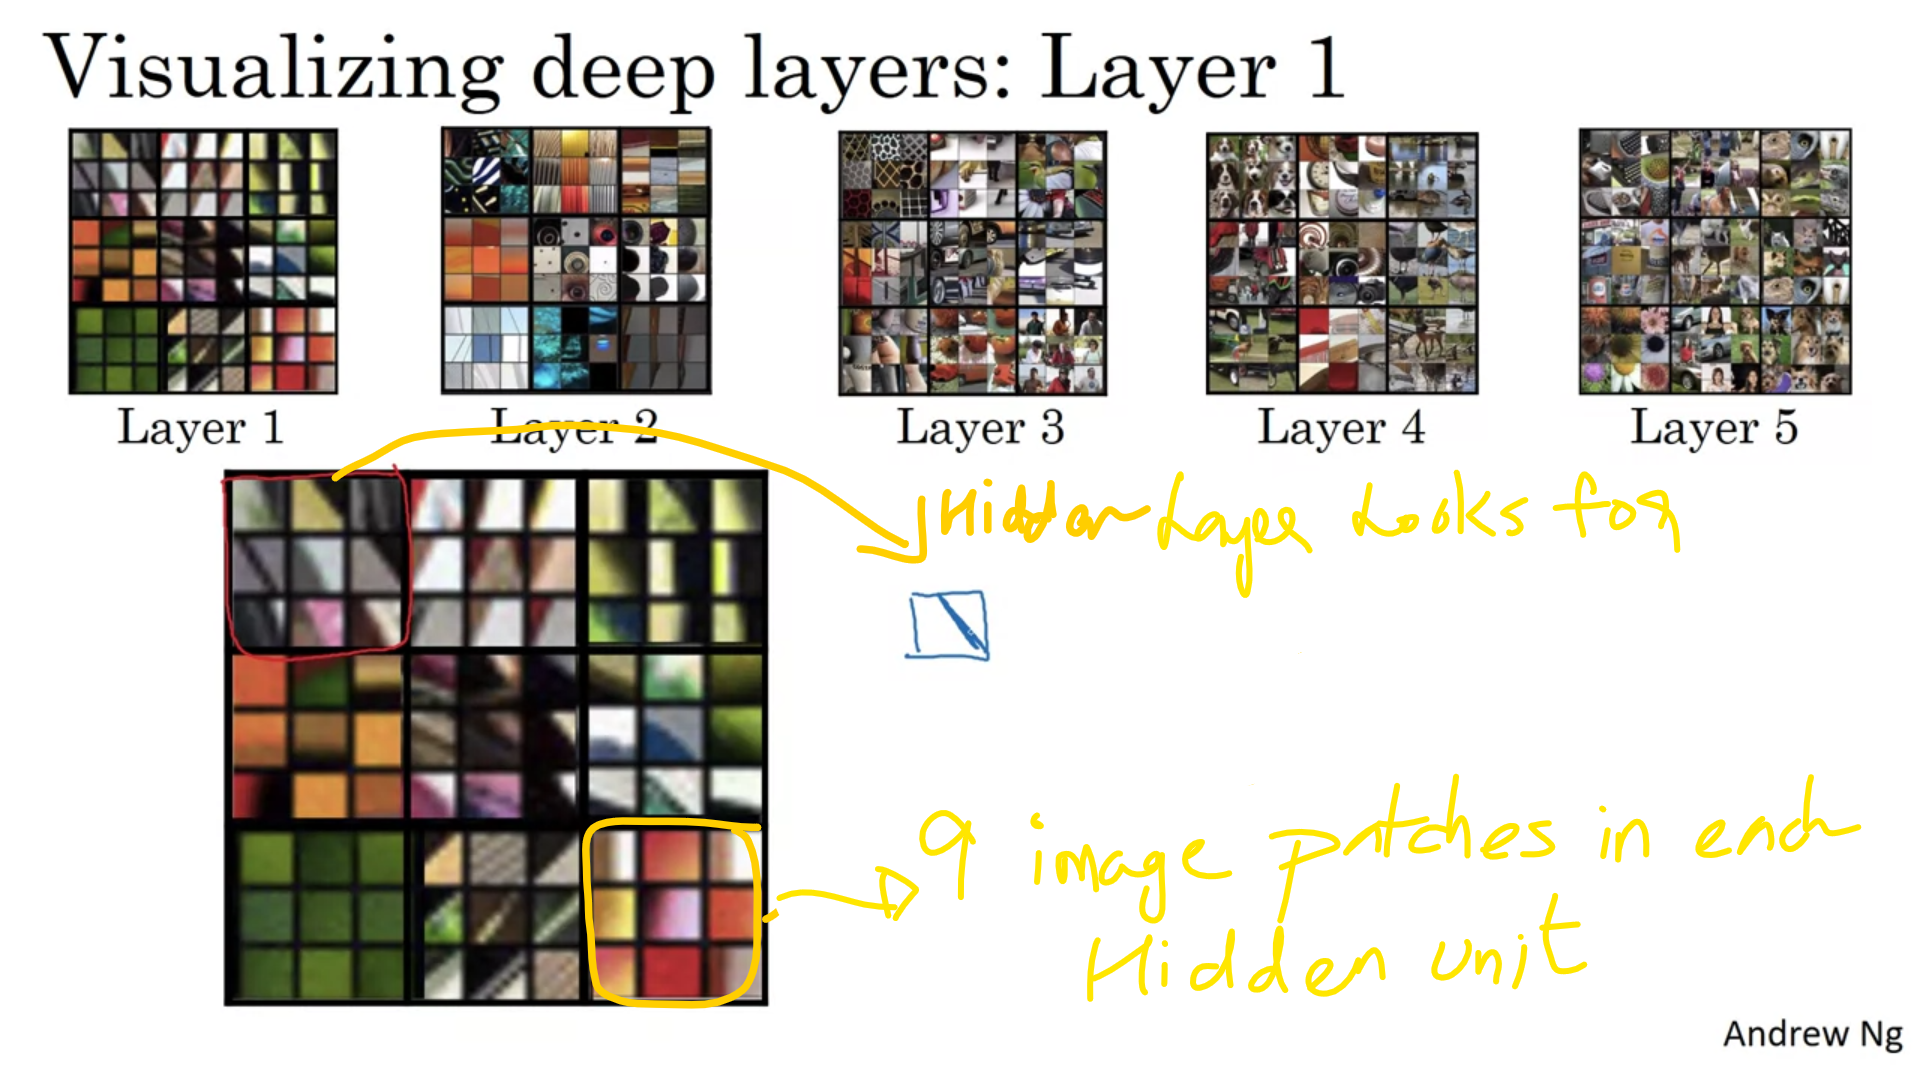 Visualizing deep layers: Layer 1
Layer 1
Layer 2
Layer 3
Layer 4
Layer 5
Hidden Layer Looks for
9 image patches in each
Hidden unit
Andrew Ng